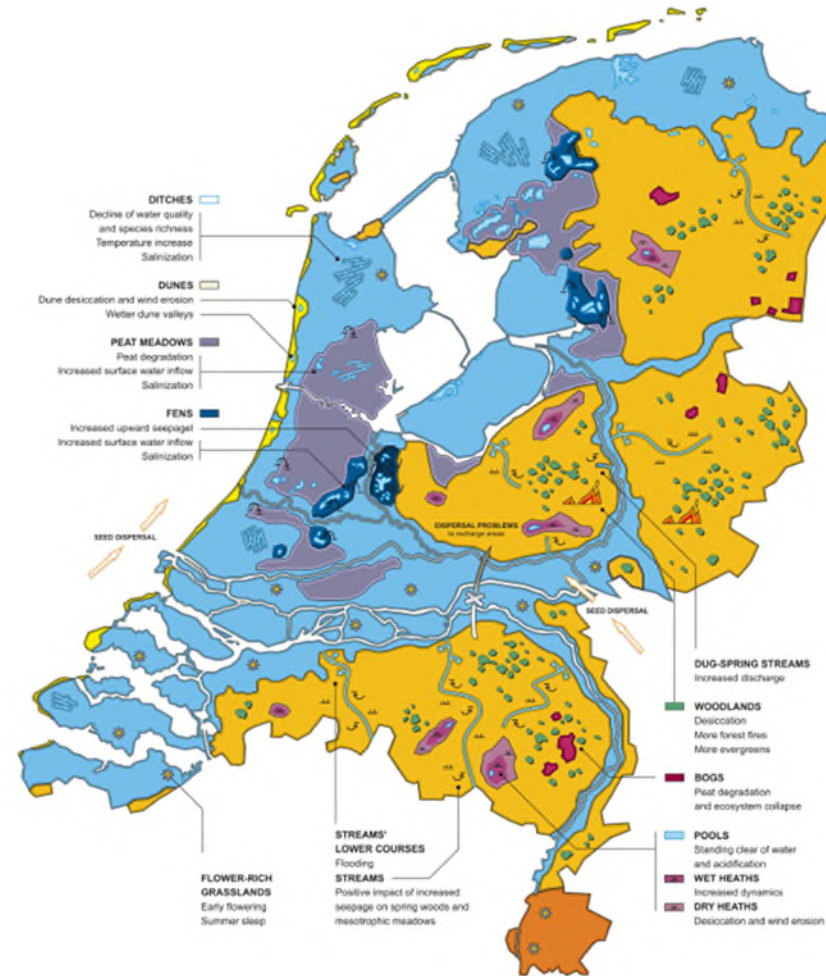 DITCHES
Decline of water quality
and species richness
Temperature increase
Salinization
DUNES
Dune desiccation and wind erosion
Wetter dune valleys
PEAT MEADOWS
Peat degradation
Increased surface water inflow
Salinization
FENS
Increased upward seepagel
Increased surface water inflow
Salinization
SEED DISPERSAL
DISPERSAL PROBLEMS
to recharge areas
SEED DISPERSAL
DUG-SPRING STREAMS
Increased discharge
WOODLANDS
Desiccation
More forest fires
More evergreens
BOGS
Peat degradation
and ecosystem collapse
POOLS
Standing clear of water
and acidification
WET HEATHS
Increased dynamics
DRY HEATHS
Desiccation and wind erosion
STREAMS'
LOWER COURSES
Flooding
STREAMS
Positive impact of increased
seepage on spring woods and
mesotrophic meadows
FLOWER-RICH
GRASSLANDS
Early flowering
Summer sleep